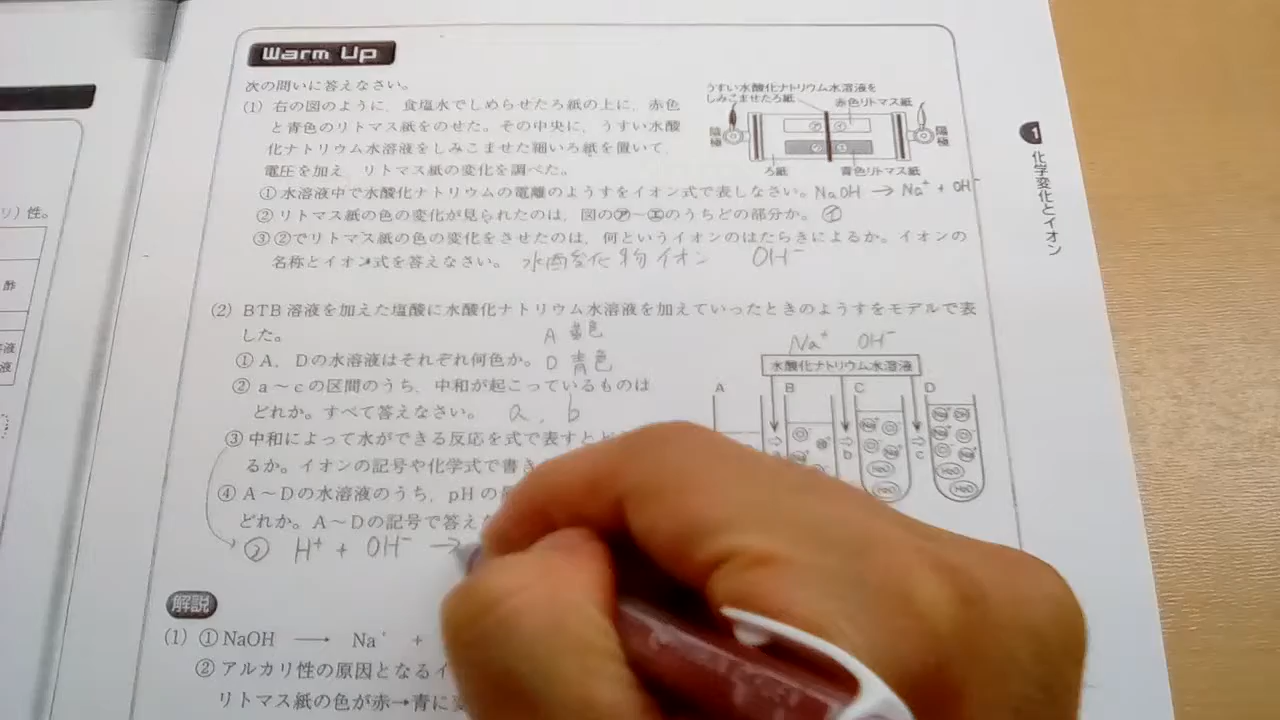 Warm Up
次の問いに答えなさい。
(1) 右の図のように，食塩水でしめらせたろ紙の上に，赤色
と青色のリトマス紙をのせた。その中央に，うすい水酸
化ナトリウム水溶液をしみこませた細いろ紙を置いて，
電圧を加え，リトマス紙の変化を調べた。
うすい水酸化ナトリウム水溶液を
しみこませたろ紙
赤色リトマス紙
ろ紙
青色リトマス紙
①水溶液中で水酸化ナトリウムの電離のようすをイオン式で表しなさい。 NaOH → Na⁺ + OH⁻
②リトマス紙の色の変化が見られたのは，図の㋐〜㋓のうちどの部分か。 ㋑
③②でリトマス紙の色の変化をさせたのは，何というイオンのはたらきによるか。イオンの
名称とイオン式を答えなさい。 水酸化物イオン OH⁻
(2) BTB溶液を加えた塩酸に水酸化ナトリウム水溶液を加えていったときのようすをモデルで表
した。
A 黄色
①A，Dの水溶液はそれぞれ何色か。 D 青色
②a〜cの区間のうち，中和が起こっているものは
どれか。すべて答えなさい。 a , b
③中和によって水ができる反応を式で表すとど
るか。イオンの記号や化学式で書き
④A〜Dの水溶液のうち，pHの
どれか。A〜Dの記号で答え
H⁺ + OH⁻ →
Na⁺ OH⁻
水酸化ナトリウム水溶液
A B C D
b c
解説
(1) ①NaOH → Na⁺ +
②アルカリ性の原因となるイ
リトマス紙の色が赤→青に
1
化学変化とイオン
）性。
酢
溶液
液